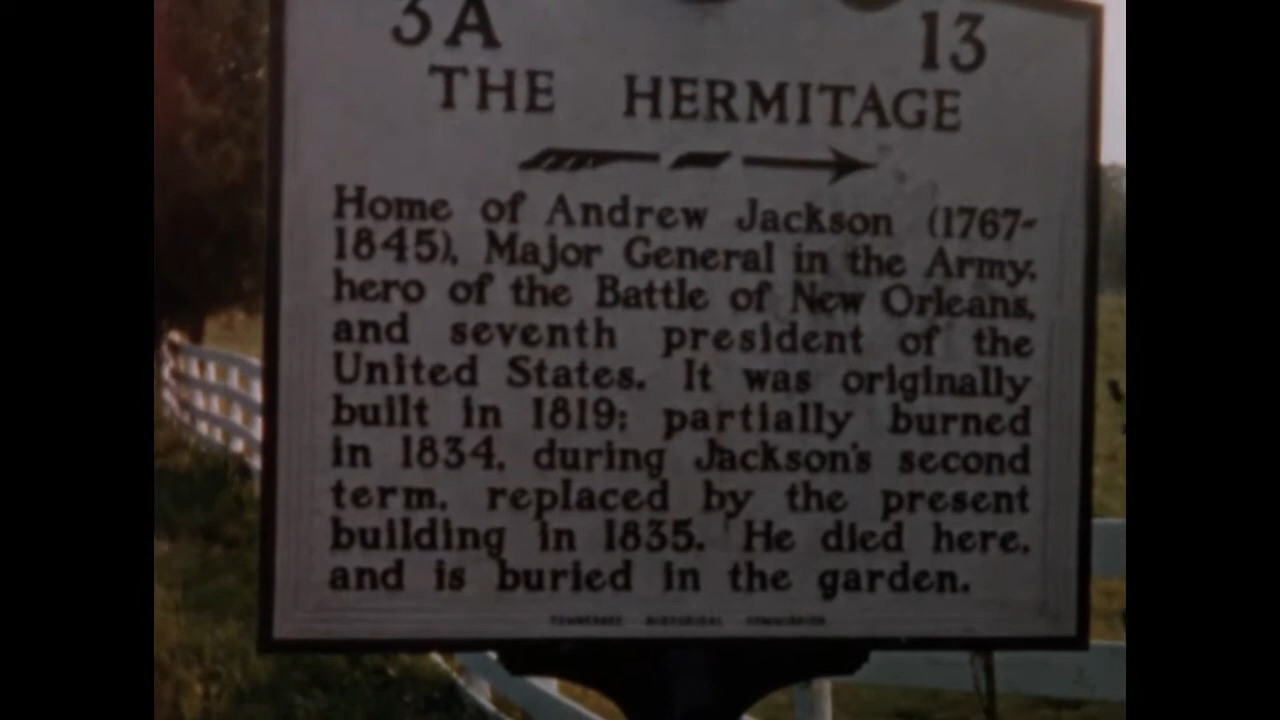 3A 13
THE HERMITAGE
Home of Andrew Jackson (1767-
1845), Major General in the Army,
hero of the Battle of New Orleans,
and seventh president of the
United States. It was originally
built in 1819; partially burned
in 1834, during Jackson's second
term, replaced by the present
building in 1835. He died here,
and is buried in the garden.
TENNESSEE HISTORICAL COMMISSION